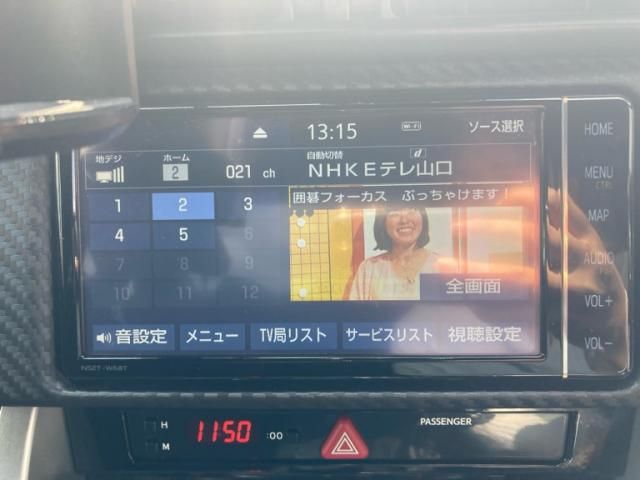 13:15 Wi-Fi ソース選択
地デジ ホーム 自動切替 d
2 021 ch NHKEテレ山口
1 2 3
囲碁フォーカス ぶっちゃけます!
4 5 6
7 8 9
10 11 12
全画面
音設定 メニュー TV局リスト サービスリスト 視聴設定
HOME
MENU
CTRL
MAP
AUDIO
VOL+
VOL-
NSZT-W68T
H
M
11:50 :00
PASSENGER